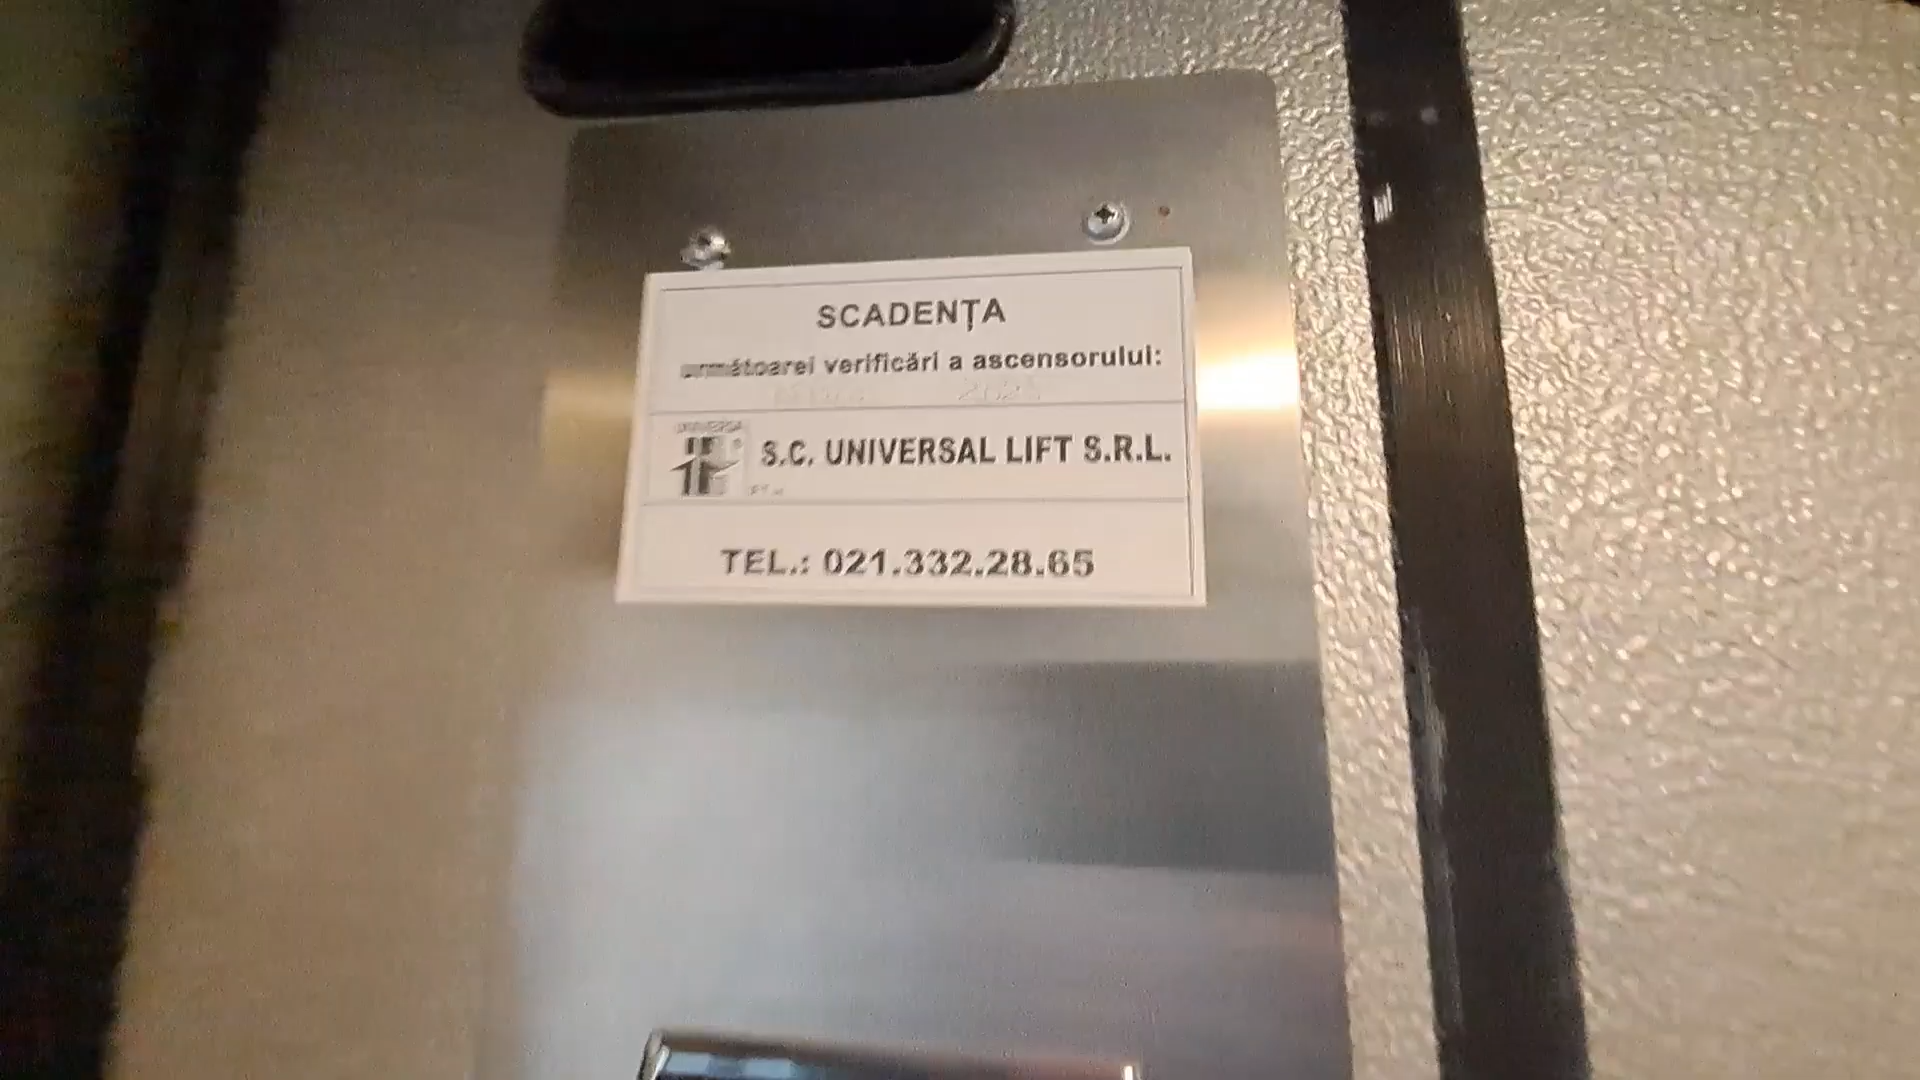 SCADENȚA
următoarei verificări a ascensorului:
S.C. UNIVERSAL LIFT S.R.L.
TEL.: 021.332.28.65